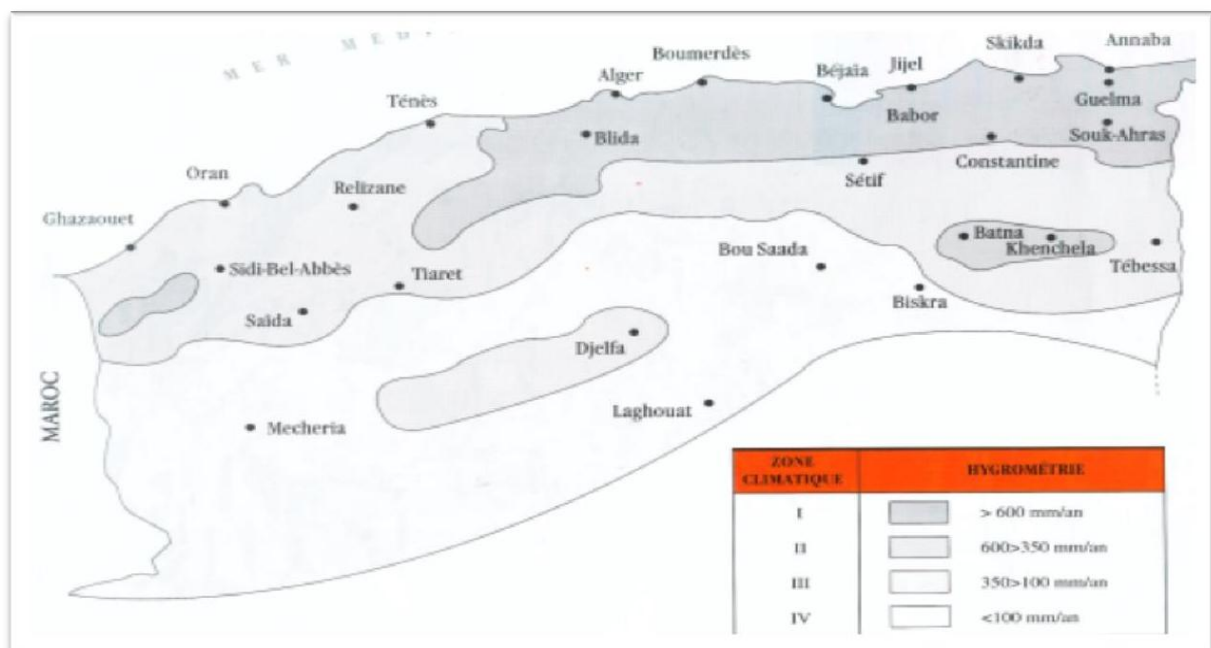 MER MED
Skikda
Annaba
Boumerdès
Jijel
Béjaïa
Alger
Guelma
Ténès
Babor
Blida
Souk-Ahras
Constantine
Oran
Sétif
Relizane
Ghazaouet
Batna
Bou Saada
Khenchela
Sidi-Bel-Abbès
Tiaret
Tébessa
Biskra
Saïda
Djelfa
MAROC
Laghouat
Mecheria
ZONE CLIMATIQUE
HYGROMÉTRIE
I > 600 mm/an
II 600>350 mm/an
III 350>100 mm/an
IV <100 mm/an